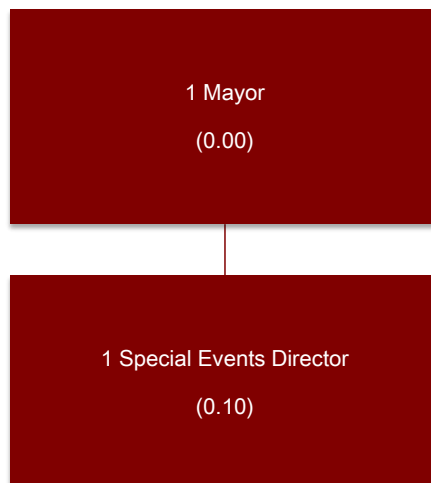 1 Mayor
(0.00)
1 Special Events Director
(0.10)